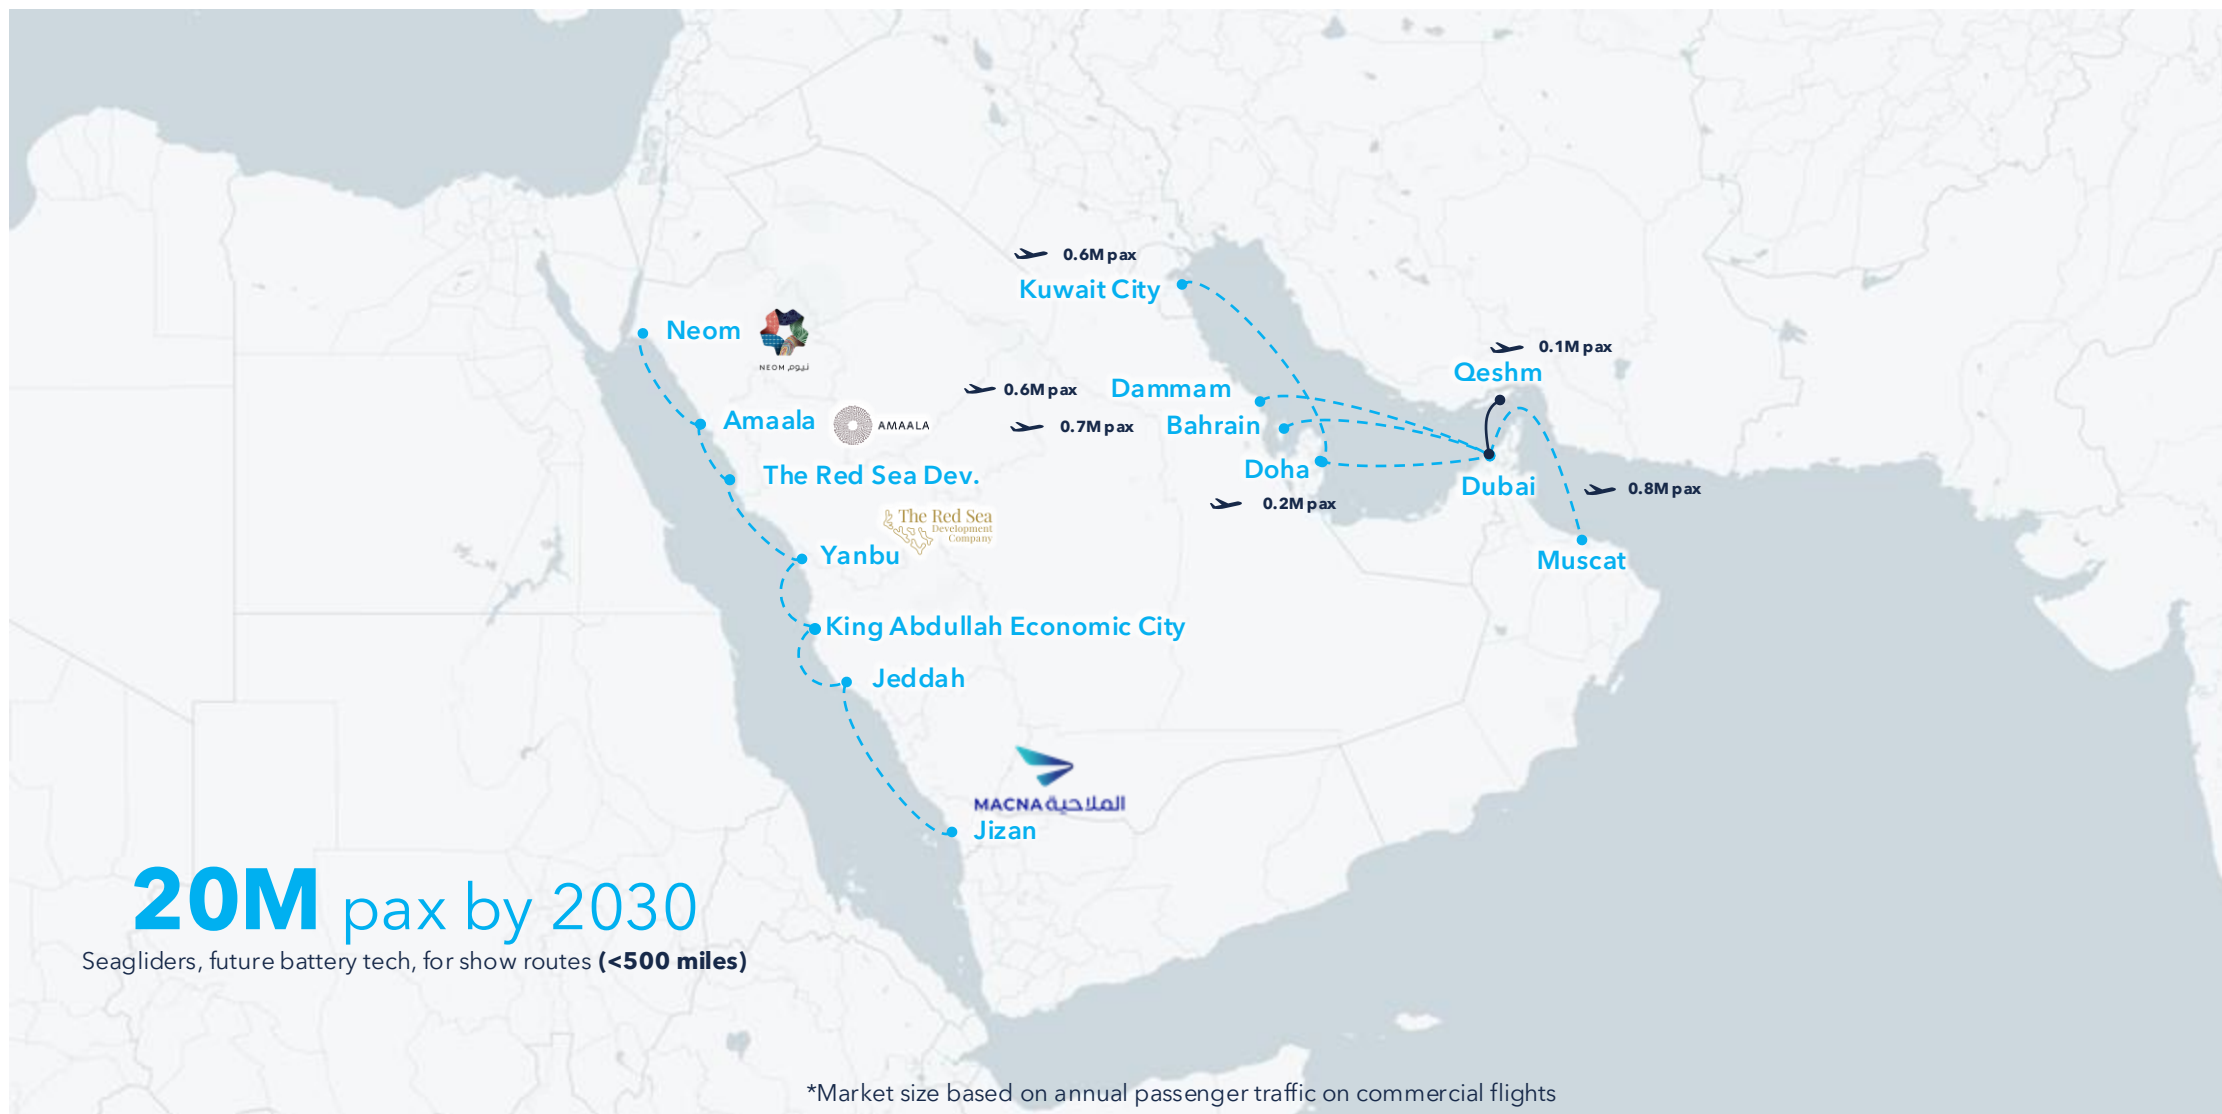 0.6M pax
Kuwait City
Neom
NEOM نيوم
0.1M pax
Qeshm
0.6M pax
Dammam
Amaala
AMAALA
0.7M pax
Bahrain
Doha
The Red Sea Dev.
Dubai
0.8M pax
0.2M pax
The Red Sea
Development
Company
Yanbu
Muscat
King Abdullah Economic City
Jeddah
MACNA الملاحية
Jizan
20M pax by 2030
Seagliders, future battery tech, for show routes (<500 miles)
*Market size based on annual passenger traffic on commercial flights